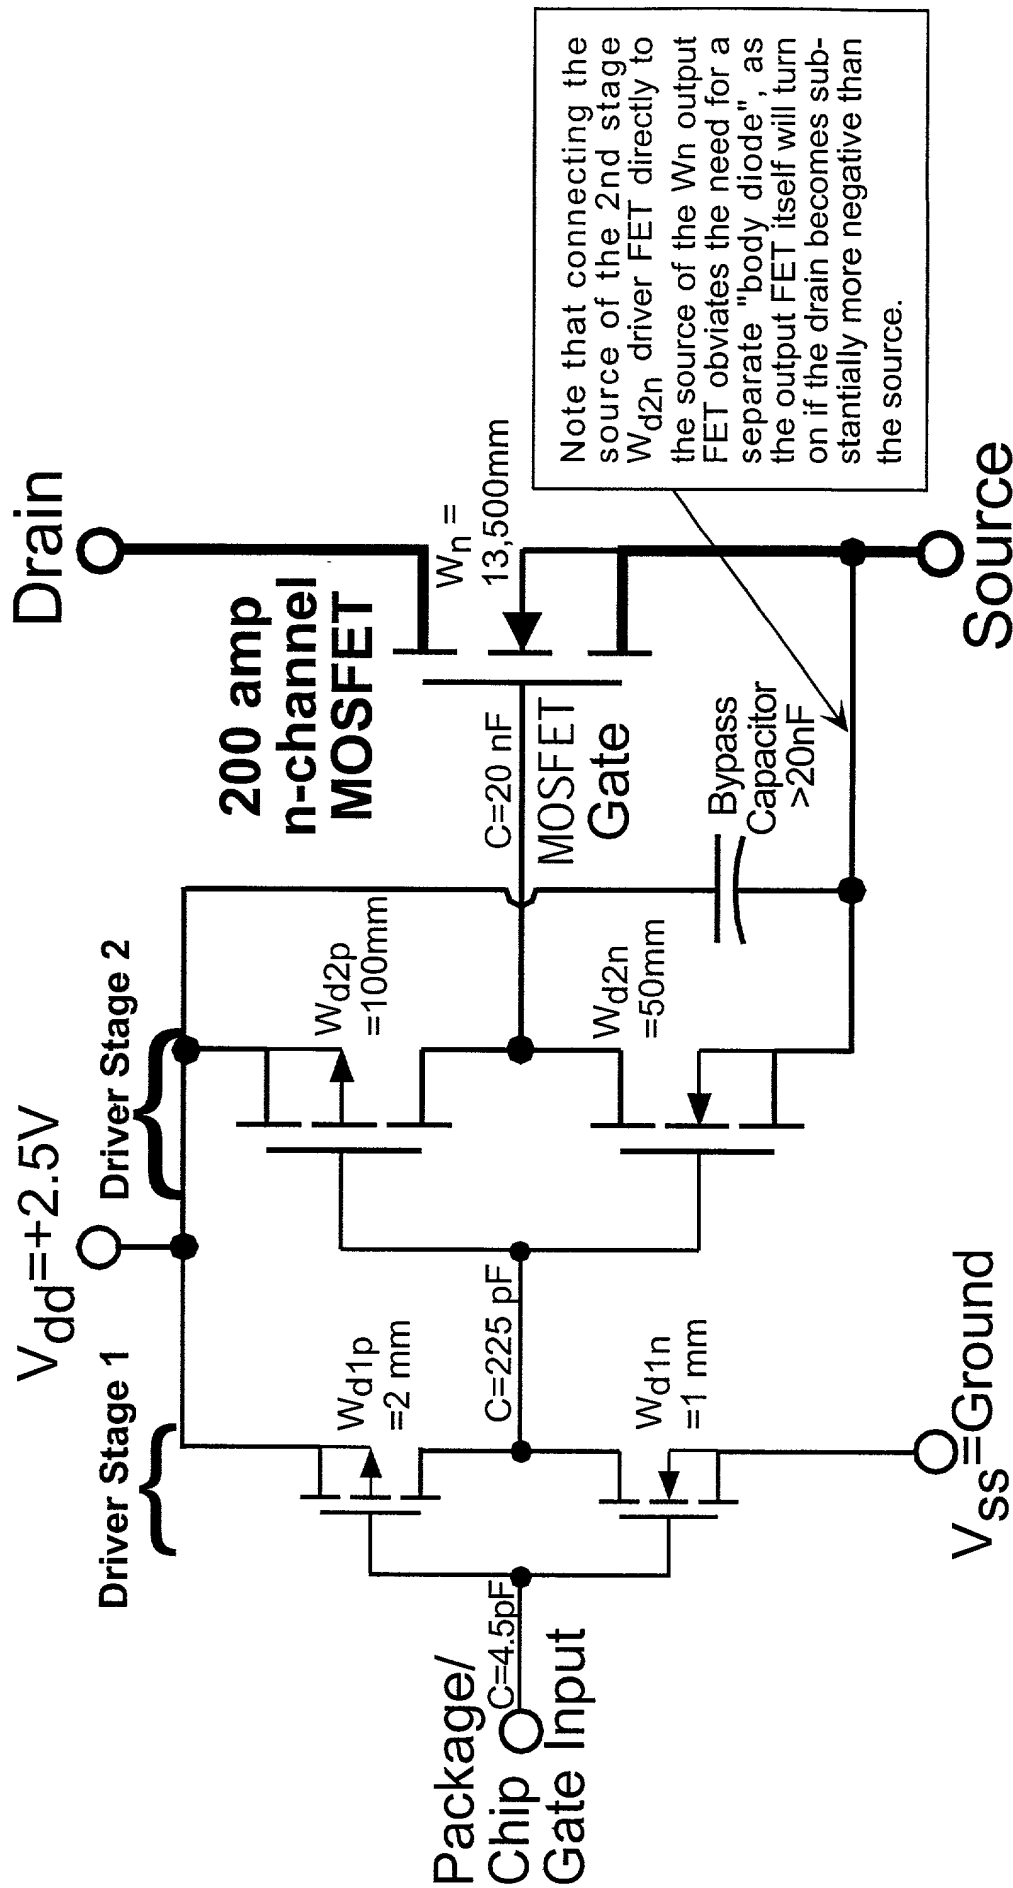 Driver Stage 1
Vdd=+2.5V
Driver Stage 2
Drain
200 amp
n-channel
MOSFET
Wn =
13,500mm
Wd1p
=2 mm
Wd2p
=100mm
Package/
Chip
Gate Input
C=4.5pF
C=225 pF
C=20 nF
MOSFET
Gate
Wd1n
=1 mm
Wd2n
=50mm
Bypass
Capacitor
>20nF
Vss=Ground
Source
Note that connecting the
source of the 2nd stage
Wd2n driver FET directly to
the source of the Wn output
FET obviates the need for a
separate "body diode", as
the output FET itself will turn
on if the drain becomes sub-
stantially more negative than
the source.